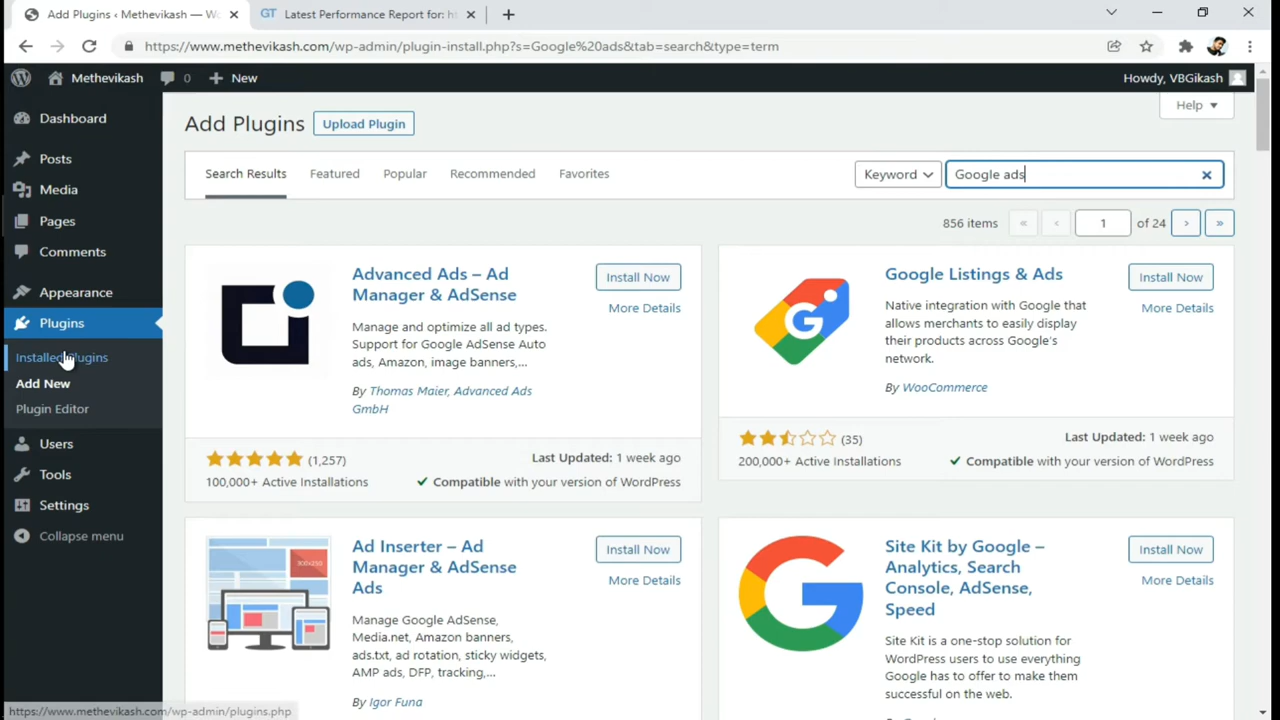 Add Plugins ‹ Methevikash — Wo
GT Latest Performance Report for: ht
https://www.methevikash.com/wp-admin/plugin-install.php?s=Google%20ads&tab=search&type=term
Methevikash 0 New Howdy, VBGikash
Dashboard
Posts
Media
Pages
Comments
Appearance
Plugins
Installed Plugins
Add New
Plugin Editor
Users
Tools
Settings
Collapse menu
Help
Add Plugins Upload Plugin
Search Results Featured Popular Recommended Favorites Keyword Google ads
856 items « ‹ 1 of 24 › »
Advanced Ads – Ad
Manager & AdSense
Install Now
More Details
Manage and optimize all ad types.
Support for Google AdSense Auto
ads, Amazon, image banners,...
By Thomas Maier, Advanced Ads
GmbH
(1,257) Last Updated: 1 week ago
100,000+ Active Installations Compatible with your version of WordPress
Google Listings & Ads
Install Now
More Details
Native integration with Google that
allows merchants to easily display
their products across Google's
network.
By WooCommerce
(35) Last Updated: 1 week ago
200,000+ Active Installations Compatible with your version of WordPress
Ad Inserter – Ad
Manager & AdSense
Ads
Install Now
More Details
300x250
Manage Google AdSense,
Media.net, Amazon banners,
ads.txt, ad rotation, sticky widgets,
AMP ads, DFP, tracking,...
By Igor Funa
Site Kit by Google –
Analytics, Search
Console, AdSense,
Speed
Install Now
More Details
Site Kit is a one-stop solution for
WordPress users to use everything
Google has to offer to make them
successful on the web.
https://www.methevikash.com/wp-admin/plugins.php